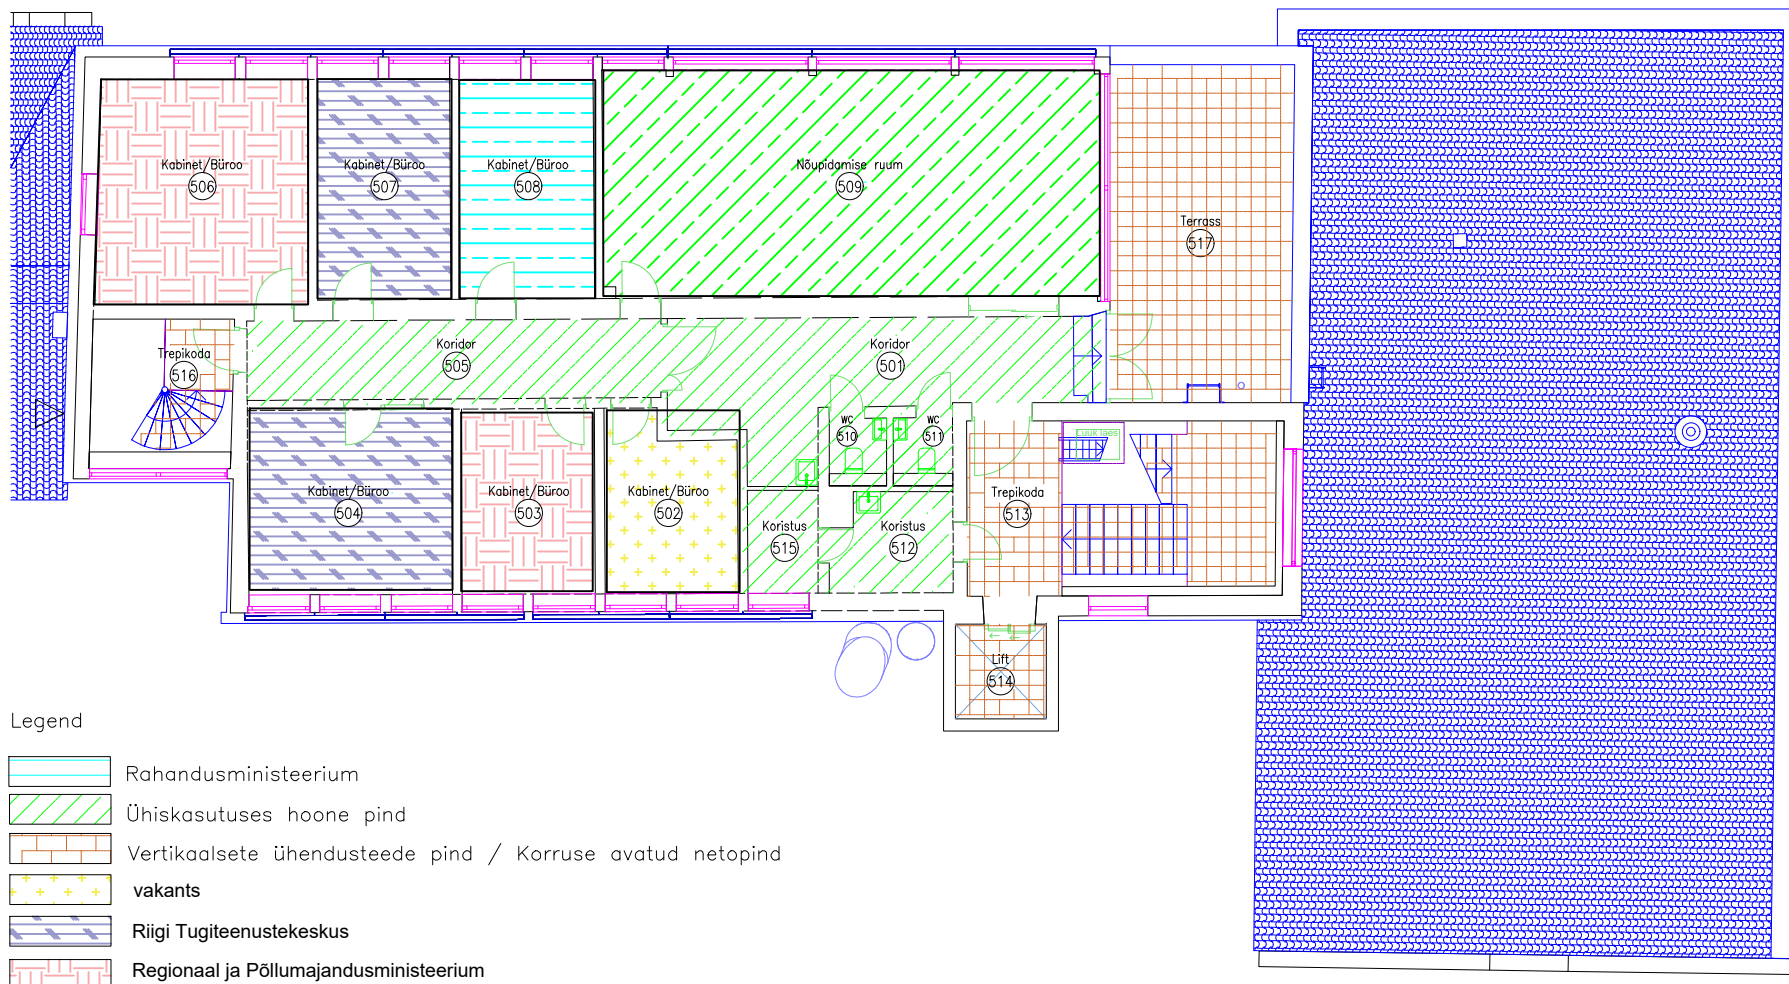 Kabinet/Büroo
506
Kabinet/Büroo
507
Kabinet/Büroo
508
Nõupidamise ruum
509
Terrass
517
Trepikoda
516
Koridor
505
Koridor
501
WC
510
WC
511
Luuk laes
Kabinet/Büroo
504
Kabinet/Büroo
503
Kabinet/Büroo
502
Koristus
515
Koristus
512
Trepikoda
513
Lift
514
Legend
Rahandusministeerium
Ühiskasutuses hoone pind
Vertikaalsete ühendusteede pind / Korruse avatud netopind
vakants
Riigi Tugiteenustekeskus
Regionaal ja Põllumajandusministeerium